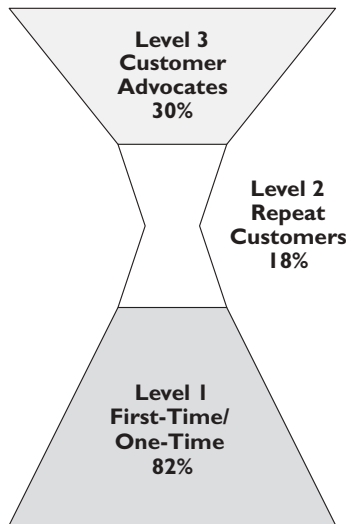 Level 3
Customer
Advocates
30%
Level 2
Repeat
Customers
18%
Level 1
First-Time/
One-Time
82%